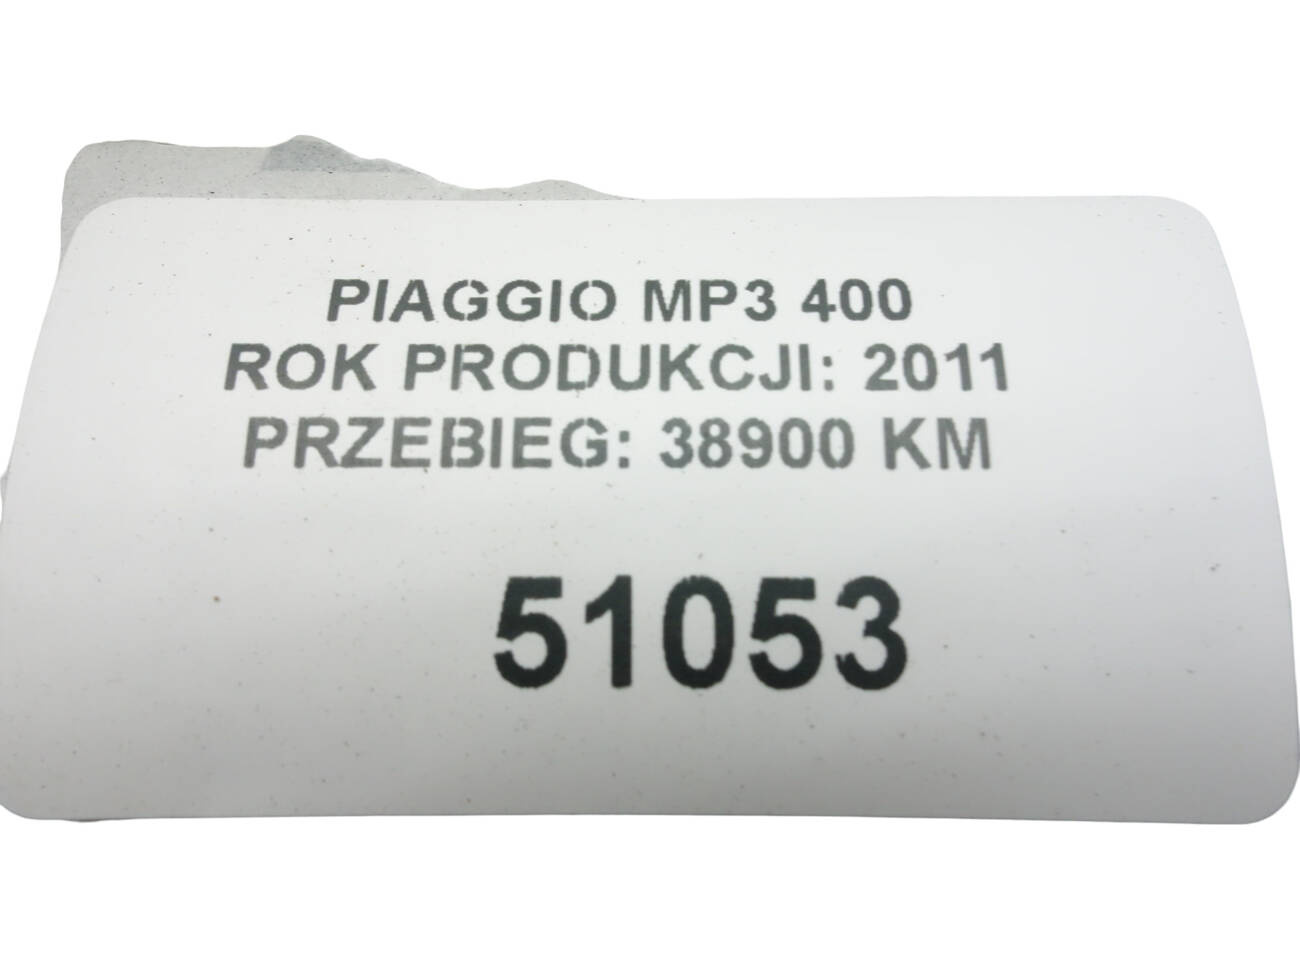 PIAGGIO MP3 400
ROK PRODUKCJI: 2011
PRZEBIEG: 38900 KM
51053